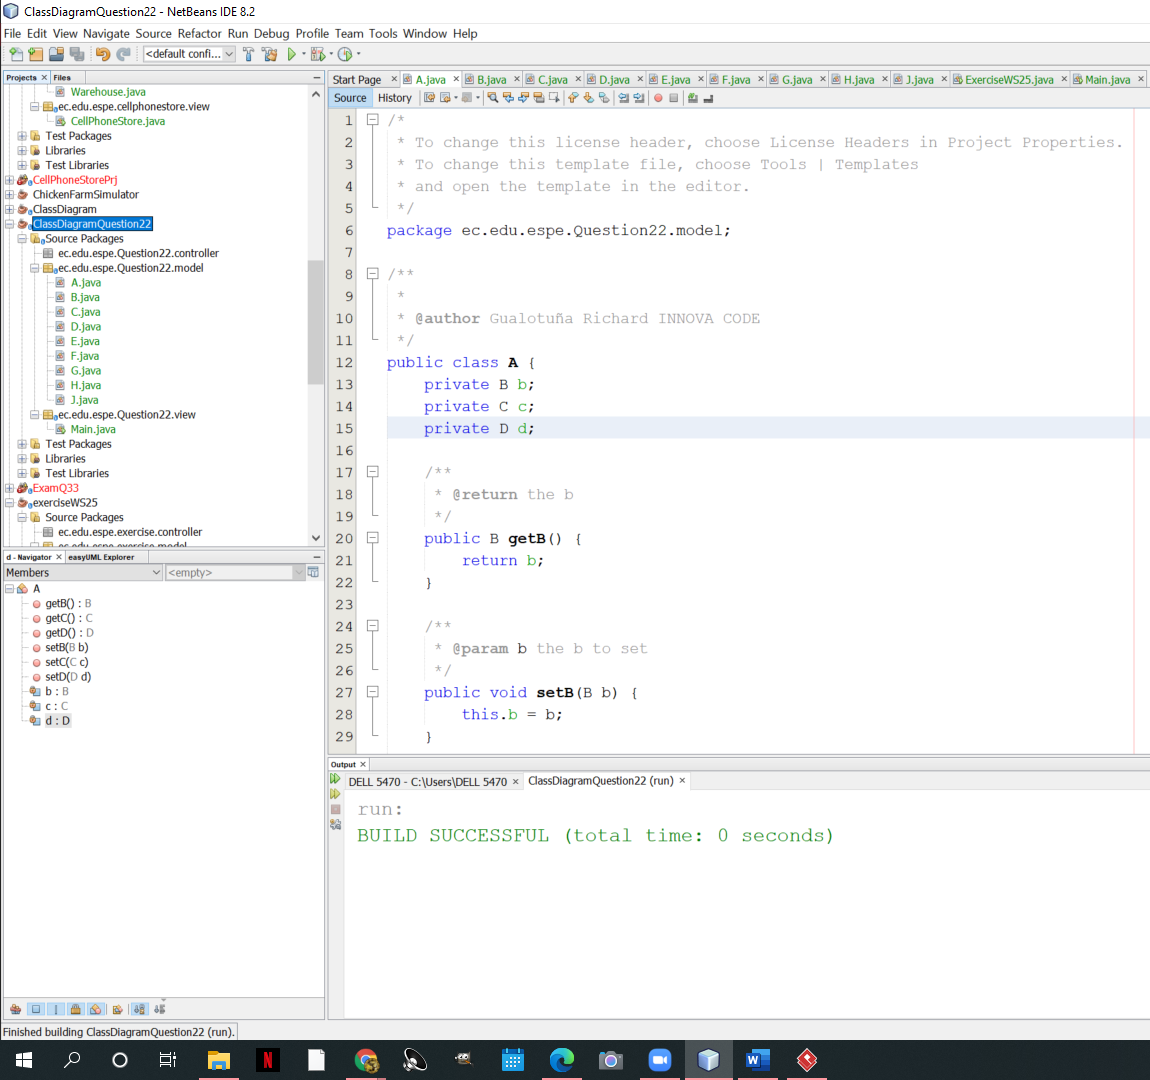 ClassDiagramQuestion22 - NetBeans IDE 8.2
File Edit View Navigate Source Refactor Run Debug Profile Team Tools Window Help
<default confi...
Projects Files
Warehouse.java
ec.edu.espe.cellphonestore.view
CellPhoneStore.java
Test Packages
Libraries
Test Libraries
CellPhoneStorePrj
ChickenFarmSimulator
ClassDiagram
ClassDiagramQuestion22
Source Packages
ec.edu.espe.Question22.controller
ec.edu.espe.Question22.model
A.java
B.java
C.java
D.java
E.java
F.java
G.java
H.java
J.java
ec.edu.espe.Question22.view
Main.java
Test Packages
Libraries
Test Libraries
ExamQ33
exerciseWS25
Source Packages
ec.edu.espe.exercise.controller
ec.edu.espe.exercise.model
d - Navigator easyUML Explorer
Members <empty>
A
getB() : B
getC() : C
getD() : D
setB(B b)
setC(C c)
setD(D d)
b : B
c : C
d : D
Start Page A.java B.java C.java D.java E.java F.java G.java H.java J.java ExerciseWS25.java Main.java
Source History
1 /*
2 * To change this license header, choose License Headers in Project Properties.
3 * To change this template file, choose Tools | Templates
4 * and open the template in the editor.
5 */
6 package ec.edu.espe.Question22.model;
7
8 /**
9 *
10 * @author Gualotuña Richard INNOVA CODE
11 */
12 public class A {
13 private B b;
14 private C c;
15 private D d;
16
17 /**
18 * @return the b
19 */
20 public B getB() {
21 return b;
22 }
23
24 /**
25 * @param b the b to set
26 */
27 public void setB(B b) {
28 this.b = b;
29 }
Output
DELL 5470 - C:\Users\DELL 5470 ClassDiagramQuestion22 (run)
run:
BUILD SUCCESSFUL (total time: 0 seconds)
Finished building ClassDiagramQuestion22 (run).